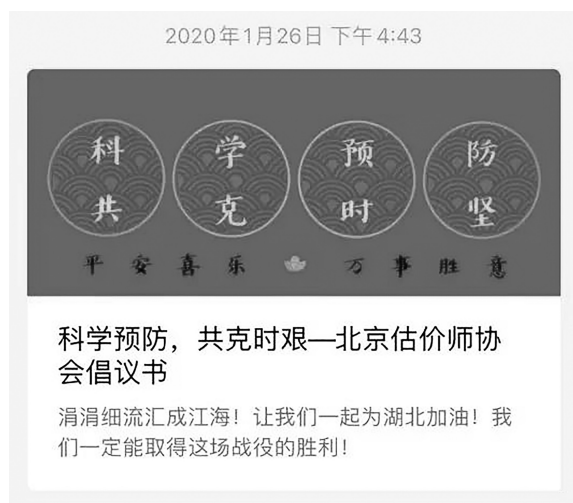 2020年1月26日 下午4:43
科 学 预 防
共 克 时 坚
平安喜乐 万事胜意
科学预防，共克时艰—北京估价师协
会倡议书
涓涓细流汇成江海！让我们一起为湖北加油！我
们一定能取得这场战役的胜利！